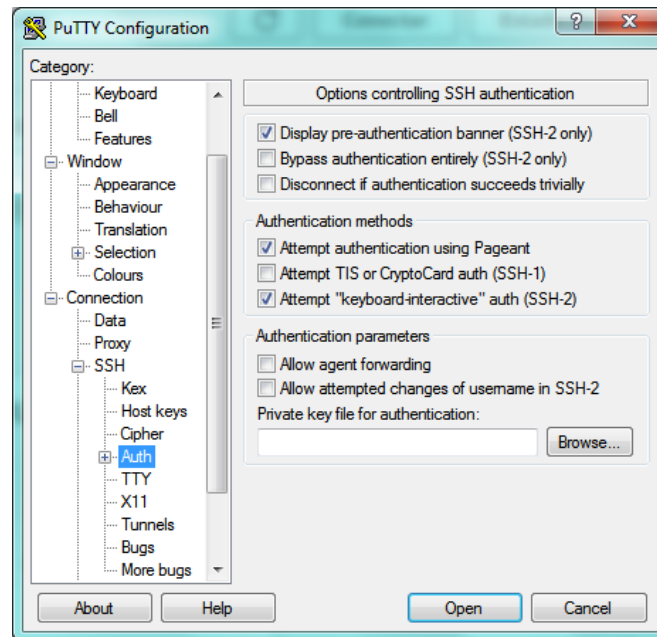 PuTTY Configuration
Category:
Keyboard
Bell
Features
Window
Appearance
Behaviour
Translation
Selection
Colours
Connection
Data
Proxy
SSH
Kex
Host keys
Cipher
Auth
TTY
X11
Tunnels
Bugs
More bugs
Options controlling SSH authentication
Display pre-authentication banner (SSH-2 only)
Bypass authentication entirely (SSH-2 only)
Disconnect if authentication succeeds trivially
Authentication methods
Attempt authentication using Pageant
Attempt TIS or CryptoCard auth (SSH-1)
Attempt "keyboard-interactive" auth (SSH-2)
Authentication parameters
Allow agent forwarding
Allow attempted changes of username in SSH-2
Private key file for authentication:
Browse...
About
Help
Open
Cancel